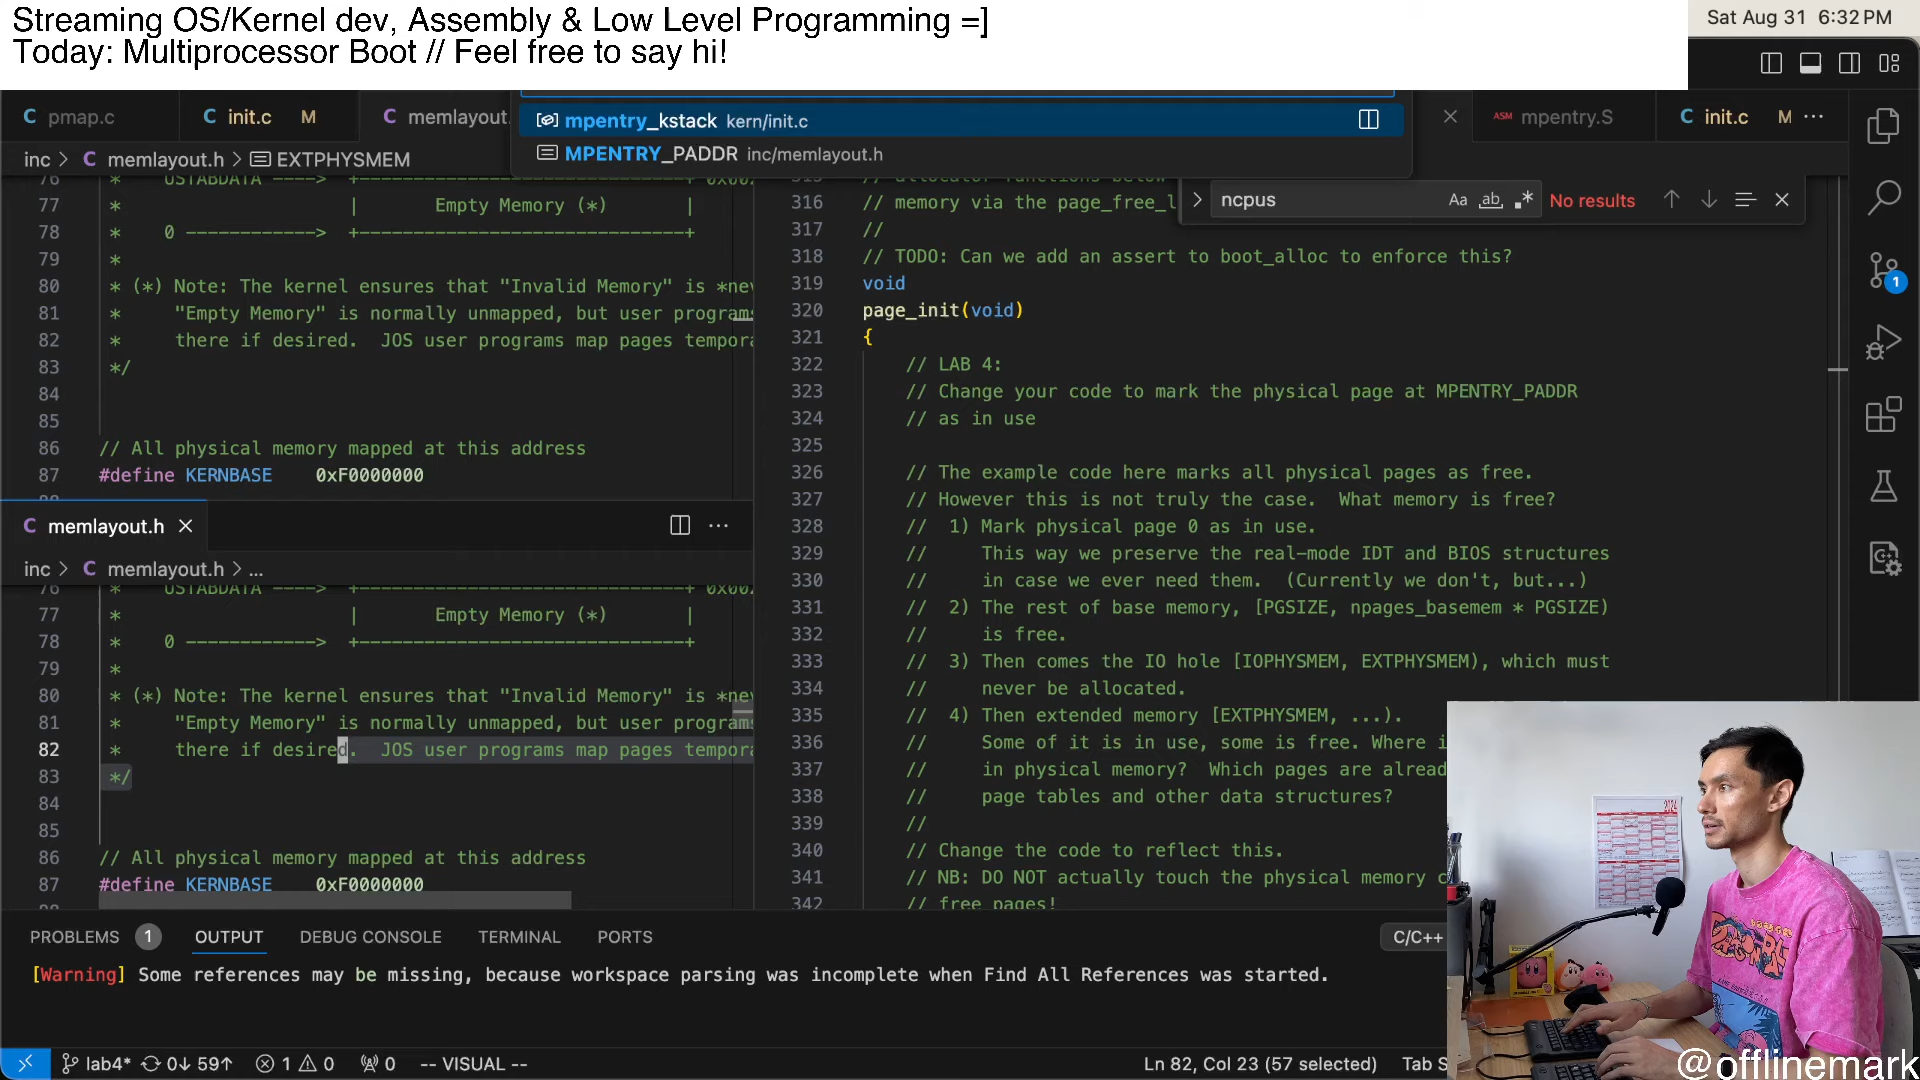 Streaming OS/Kernel dev, Assembly & Low Level Programming =]
Today: Multiprocessor Boot // Feel free to say hi!
Sat Aug 31 6:32 PM
C pmap.c
C init.c M
C memlayout.
mpentry_kstack kern/init.c
MPENTRY_PADDR inc/memlayout.h
ASM mpentry.S
C init.c M ···
inc > C memlayout.h > EXTPHYSMEM
77 * | Empty Memory (*) |
78 * 0 ------------> +------------------------------+
79 *
80 * (*) Note: The kernel ensures that "Invalid Memory" is *nev
81 * "Empty Memory" is normally unmapped, but user programs
82 * there if desired. JOS user programs map pages tempora
83 */
84
85
86 // All physical memory mapped at this address
87 #define KERNBASE 0xF0000000
C memlayout.h
inc > C memlayout.h > ...
76 * USTABDATA ----> +------------------------------+ 0x002
77 * | Empty Memory (*) |
78 * 0 ------------> +------------------------------+
79 *
80 * (*) Note: The kernel ensures that "Invalid Memory" is *nev
81 * "Empty Memory" is normally unmapped, but user programs
82 * there if desired. JOS user programs map pages tempora
83 */
84
85
86 // All physical memory mapped at this address
87 #define KERNBASE 0xF0000000
ncpus Aa ab .* No results
316 // memory via the page_free_l
317 //
318 // TODO: Can we add an assert to boot_alloc to enforce this?
319 void
320 page_init(void)
321 {
322 // LAB 4:
323 // Change your code to mark the physical page at MPENTRY_PADDR
324 // as in use
325
326 // The example code here marks all physical pages as free.
327 // However this is not truly the case. What memory is free?
328 // 1) Mark physical page 0 as in use.
329 // This way we preserve the real-mode IDT and BIOS structures
330 // in case we ever need them. (Currently we don't, but...)
331 // 2) The rest of base memory, [PGSIZE, npages_basemem * PGSIZE)
332 // is free.
333 // 3) Then comes the IO hole [IOPHYSMEM, EXTPHYSMEM), which must
334 // never be allocated.
335 // 4) Then extended memory [EXTPHYSMEM, ...).
336 // Some of it is in use, some is free. Where i
337 // in physical memory? Which pages are alread
338 // page tables and other data structures?
339 //
340 // Change the code to reflect this.
341 // NB: DO NOT actually touch the physical memory c
342 // free pages!
1
PROBLEMS 1 OUTPUT DEBUG CONSOLE TERMINAL PORTS C/C++
[Warning] Some references may be missing, because workspace parsing was incomplete when Find All References was started.
2024
lab4* 0↓ 59↑ 1 0 0 -- VISUAL -- Ln 82, Col 23 (57 selected) Tab S
@offlinemark